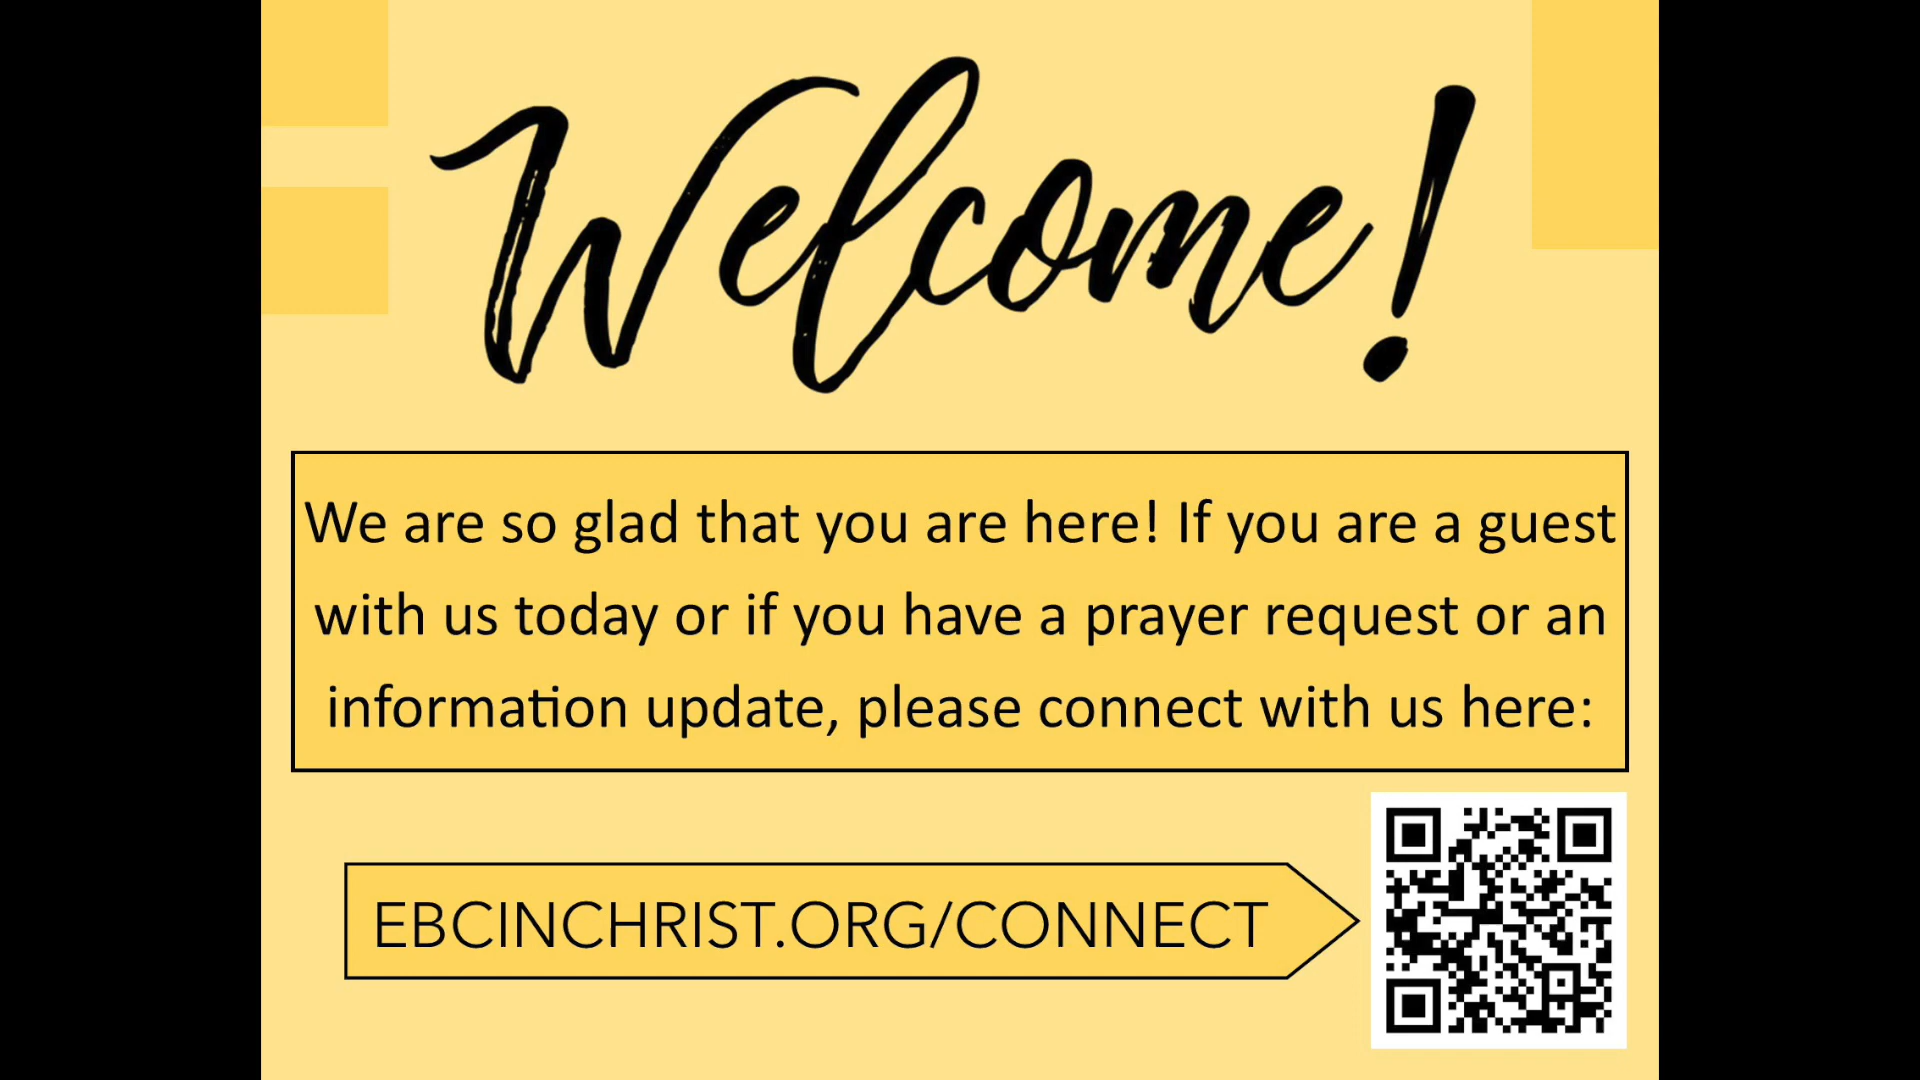 Welcome!
We are so glad that you are here! If you are a guest
with us today or if you have a prayer request or an
information update, please connect with us here:
EBCINCHRIST.ORG/CONNECT